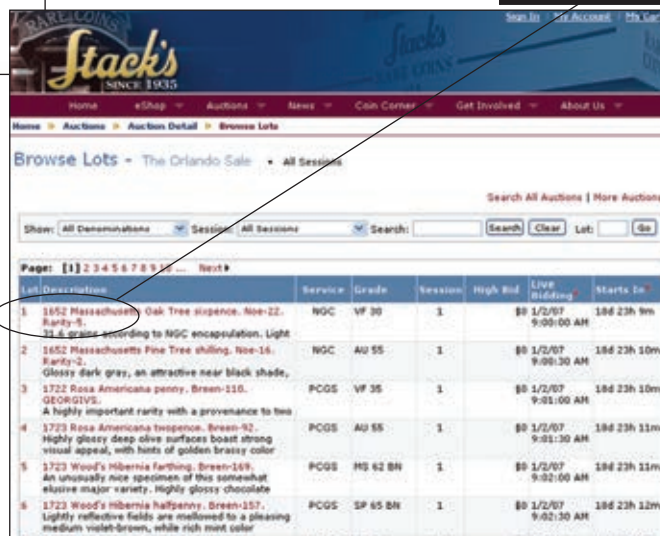 RARE COINS
Stack's
SINCE 1935
Sign In / My Account / My Cart
Home eShop Auctions News Coin Corner Get Involved About Us
Home Auctions Auction Detail Browse Lots
Browse Lots - The Orlando Sale • All Sessions
Search All Auctions | More Auctions
Show: All Denominations Session: All Sessions Search: Search Clear Lot: Go
Page: [1] 2 3 4 5 6 7 8 9 10 ... Next
Lot Description Service Grade Session High Bid Live Bidding* Starts In*
1 1652 Massachusetts Oak Tree sixpence. Noe-22. NGC VF 30 1 $0 1/2/07 18d 23h 9m
Rarity-5. 9:00:00 AM
31.6 grains according to NGC encapsulation. Light
2 1652 Massachusetts Pine Tree shilling. Noe-16. NGC AU 55 1 $0 1/2/07 18d 23h 10m
Rarity-2. 9:00:30 AM
Glossy dark gray, an attractive near black shade,
3 1722 Rosa Americana penny. Breen-110. PCGS VF 35 1 $0 1/2/07 18d 23h 10m
GEORGIVS. 9:01:00 AM
A highly important rarity with a provenance to two
4 1723 Rosa Americana twopence. Breen-92. PCGS AU 55 1 $0 1/2/07 18d 23h 11m
Highly glossy deep olive surfaces boast strong 9:01:30 AM
visual appeal, with hints of golden brassy color
5 1723 Wood's Hibernia farthing. Breen-169. PCGS MS 62 BN 1 $0 1/2/07 18d 23h 11m
An unusually nice specimen of this somewhat 9:02:00 AM
elusive major variety. Highly glossy chocolate
6 1723 Wood's Hibernia halfpenny. Breen-157. PCGS SP 65 BN 1 $0 1/2/07 18d 23h 12m
Lightly reflective fields are mellowed to a pleasing 9:02:30 AM
medium violet-brown, while rich mint color